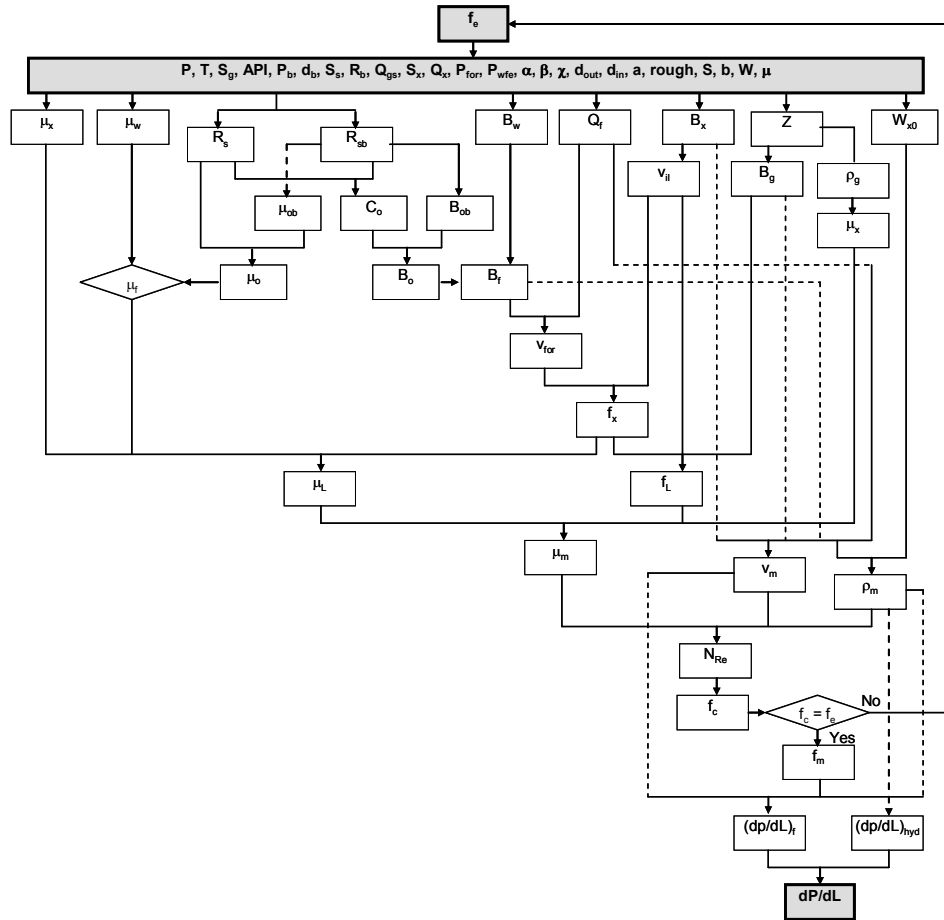 f_e
P, T, S_g, API, P_b, d_b, S_s, R_b, Q_gs, S_x, Q_x, P_for, P_wfe, α, β, χ, d_out, d_in, a, rough, S, b, W, μ
μ_x
μ_w
B_w
Q_f
B_x
Z
W_x0
R_s
R_sb
v_il
B_g
ρ_g
μ_ob
C_o
B_ob
μ_x
μ_f
μ_o
B_o
B_f
v_for
f_x
μ_L
f_L
μ_m
v_m
ρ_m
N_Re
f_c
f_c = f_e
No
Yes
f_m
(dp/dL)_f
(dp/dL)_hyd
dP/dL